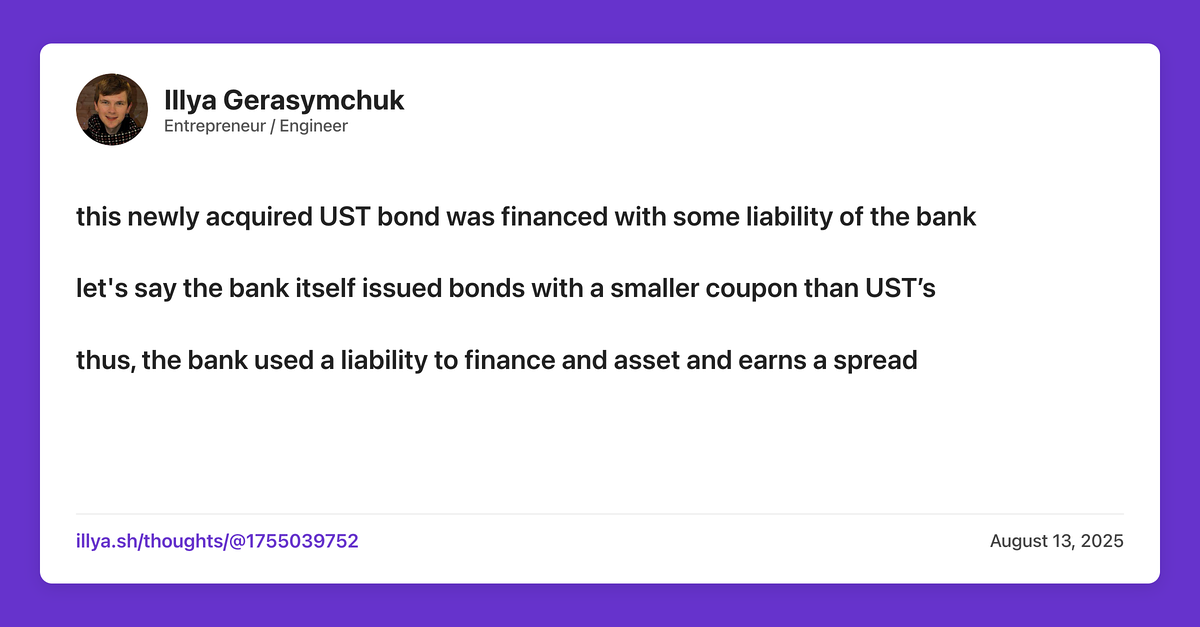 Illya Gerasymchuk
Entrepreneur / Engineer
this newly acquired UST bond was financed with some liability of the bank
let's say the bank itself issued bonds with a smaller coupon than UST’s
thus, the bank used a liability to finance and asset and earns a spread
illya.sh/thoughts/@1755039752
August 13, 2025